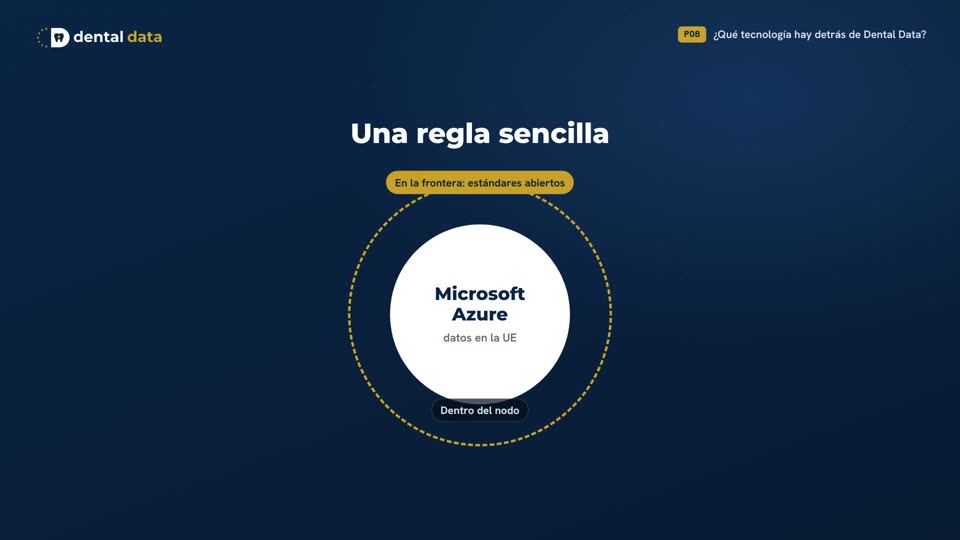 dental data
P08 ¿Qué tecnología hay detrás de Dental Data?
Una regla sencilla
En la frontera: estándares abiertos
Microsoft
Azure
datos en la UE
Dentro del nodo